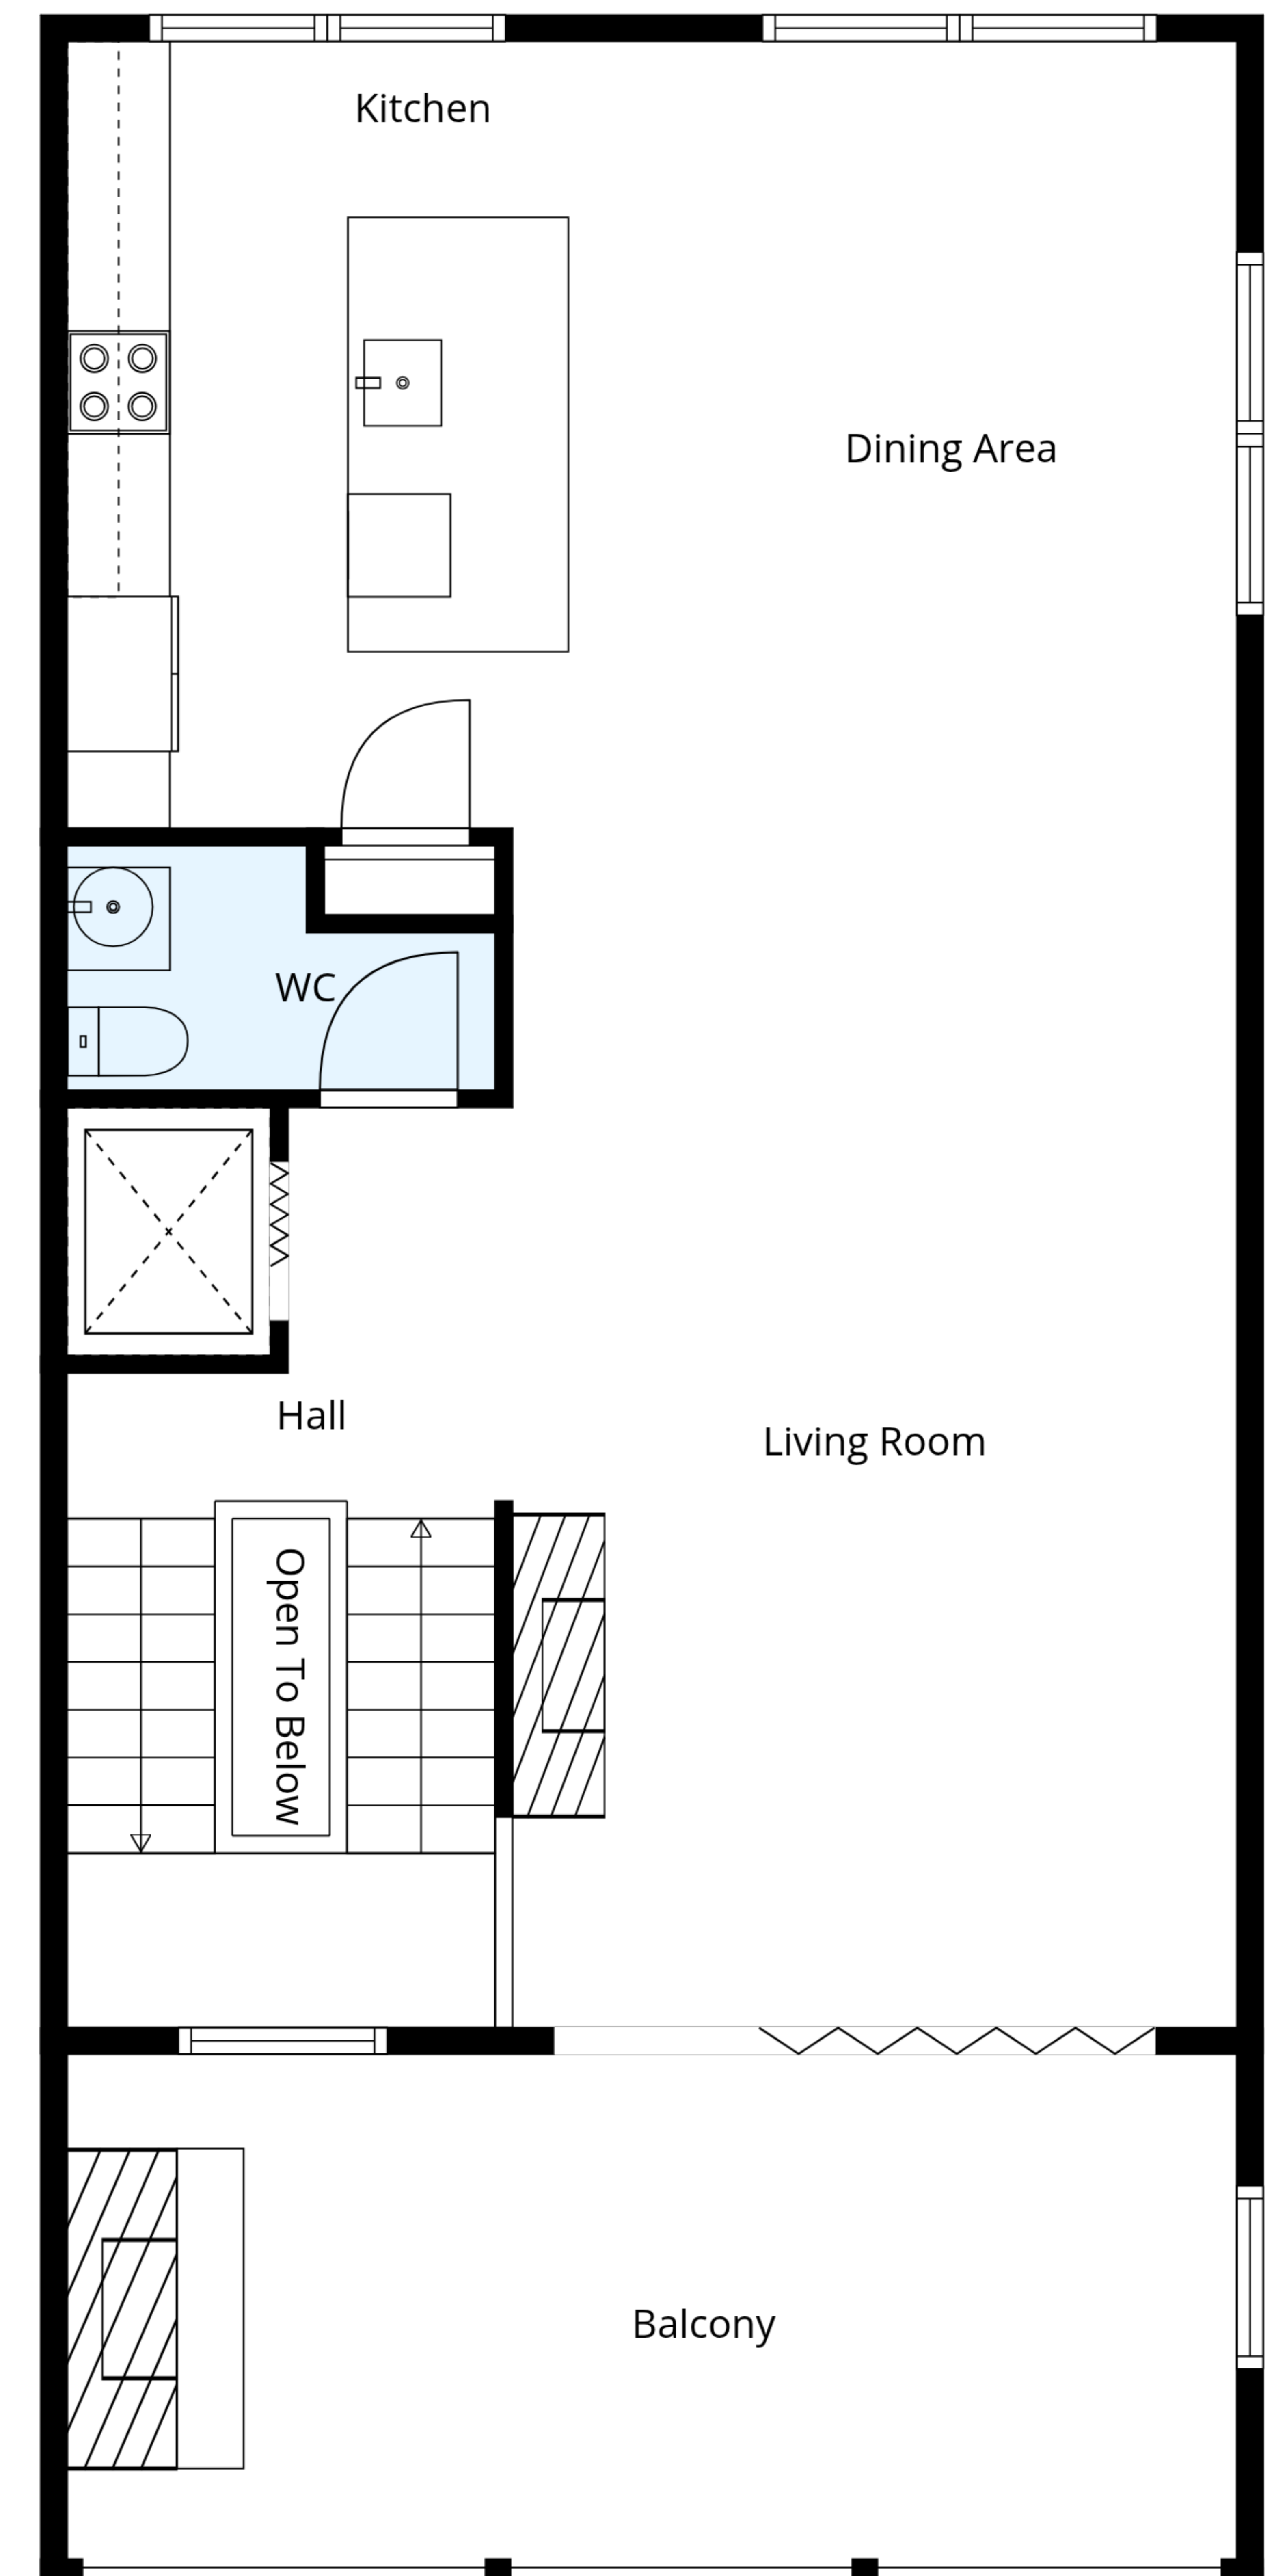 Kitchen
Dining Area
WC
Hall
Living Room
Open To Below
Balcony